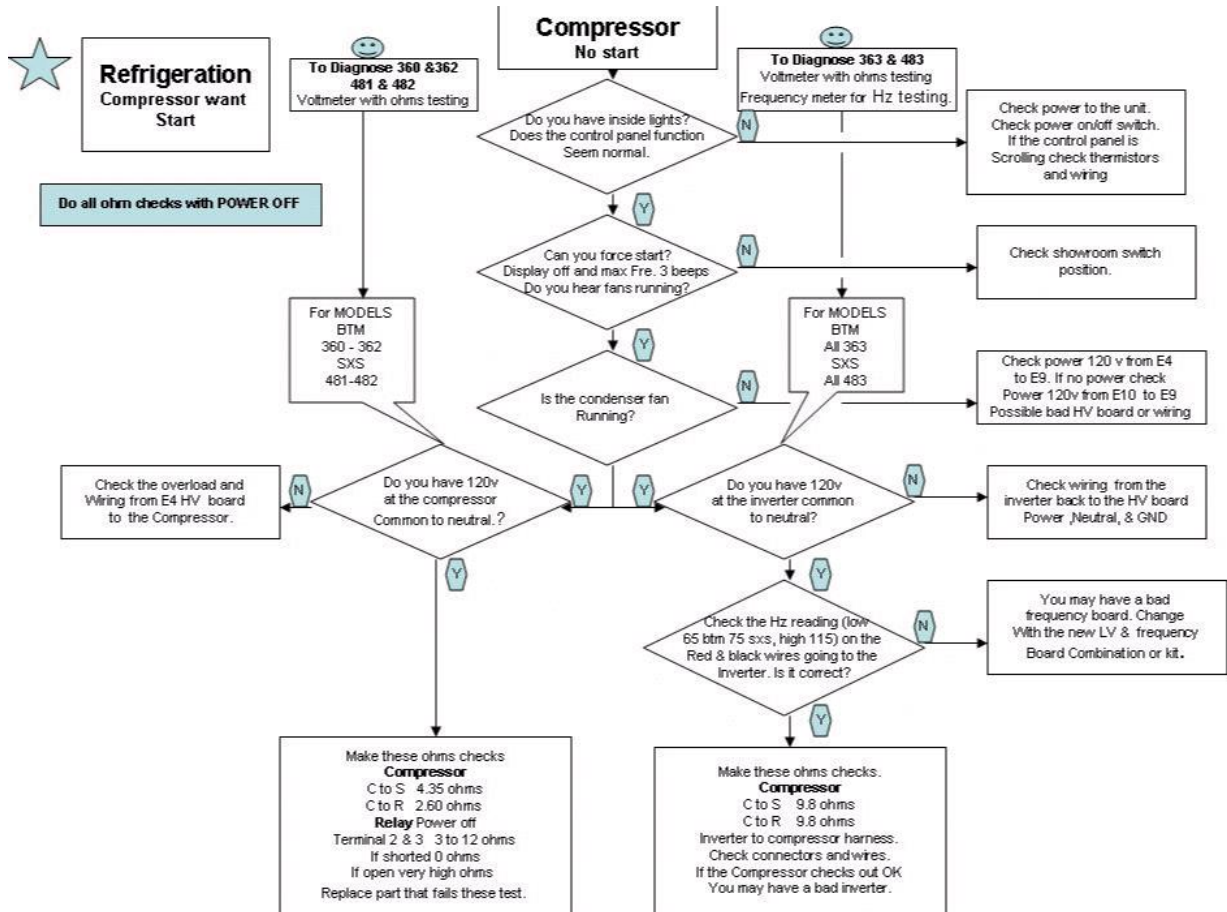 Refrigeration
Compressor want
Start
Do all ohm checks with POWER OFF
To Diagnose 360 &362
481 & 482
Voltmeter with ohms testing
Compressor
No start
To Diagnose 363 & 483
Voltmeter with ohms testing
Frequency meter for Hz testing.
Do you have inside lights?
Does the control panel function
Seem normal.
N
Check power to the unit.
Check power on/off switch.
If the control panel is
Scrolling check thermistors
and wiring
Y
Can you force start?
Display off and max Fre. 3 beeps
Do you hear fans running?
N
Check showroom switch
position.
For MODELS
BTM
360 - 362
SXS
481-482
Y
For MODELS
BTM
All 363
SXS
All 483
Is the condenser fan
Running?
N
Check power 120 v from E4
to E9. If no power check
Power 120v from E10 to E9
Possible bad HV board or wiring
Check the overload and
Wiring from E4 HV board
to the Compressor.
N
Do you have 120v
at the compressor
Common to neutral.?
Y
Y
Do you have 120v
at the inverter common
to neutral?
N
Check wiring from the
inverter back to the HV board
Power ,Neutral, & GND
Y
Y
Check the Hz reading (low
65 btm 75 sxs, high 115) on the
Red & black wires going to the
Inverter. Is it correct?
N
You may have a bad
frequency board. Change
With the new LV & frequency
Board Combination or kit.
Y
Make these ohms checks
Compressor
C to S 4.35 ohms
C to R 2.60 ohms
Relay Power off
Terminal 2 & 3 3 to 12 ohms
If shorted 0 ohms
If open very high ohms
Replace part that fails these test.
Make these ohms checks.
Compressor
C to S 9.8 ohms
C to R 9.8 ohms
Inverter to compressor harness.
Check connectors and wires.
If the Compressor checks out OK
You may have a bad inverter.